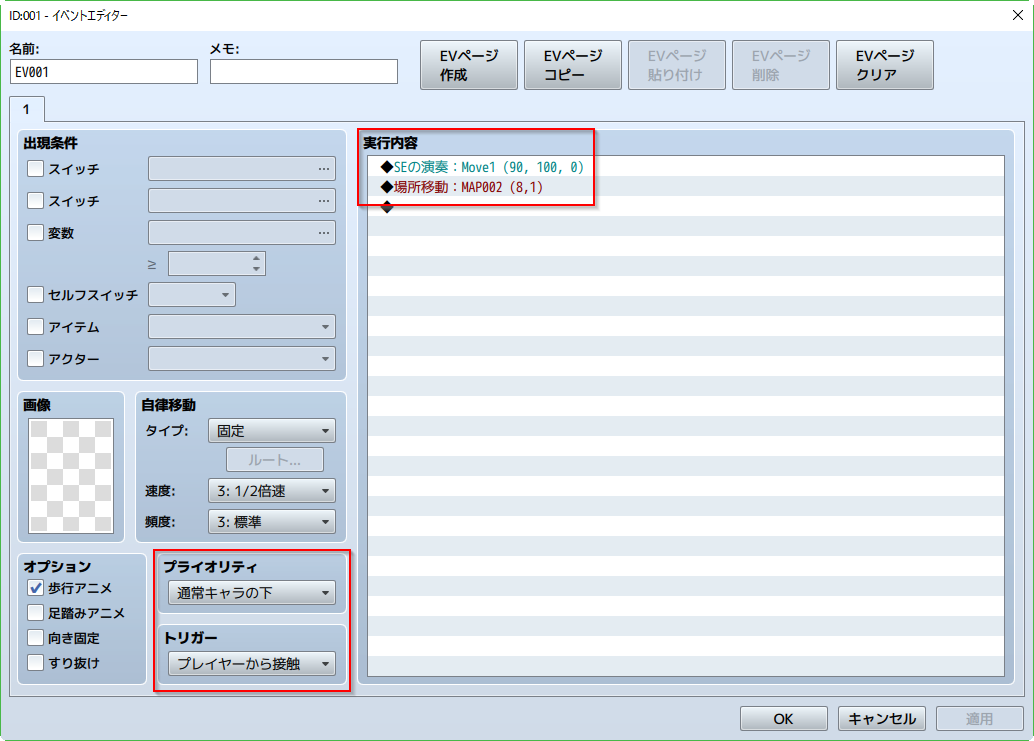 ID:001 - イベントエディター
名前:
メモ:
EV001
EVページ
作成
EVページ
コピー
EVページ
貼り付け
EVページ
削除
EVページ
クリア
1
出現条件
スイッチ
...
スイッチ
...
変数
...
≥
セルフスイッチ
アイテム
アクター
画像
自律移動
タイプ:
固定
ルート...
速度:
3: 1/2倍速
頻度:
3: 標準
オプション
歩行アニメ
足踏みアニメ
向き固定
すり抜け
プライオリティ
通常キャラの下
トリガー
プレイヤーから接触
実行内容
◆SEの演奏：Move1 (90, 100, 0)
◆場所移動：MAP002 (8,1)
◆
OK
キャンセル
適用